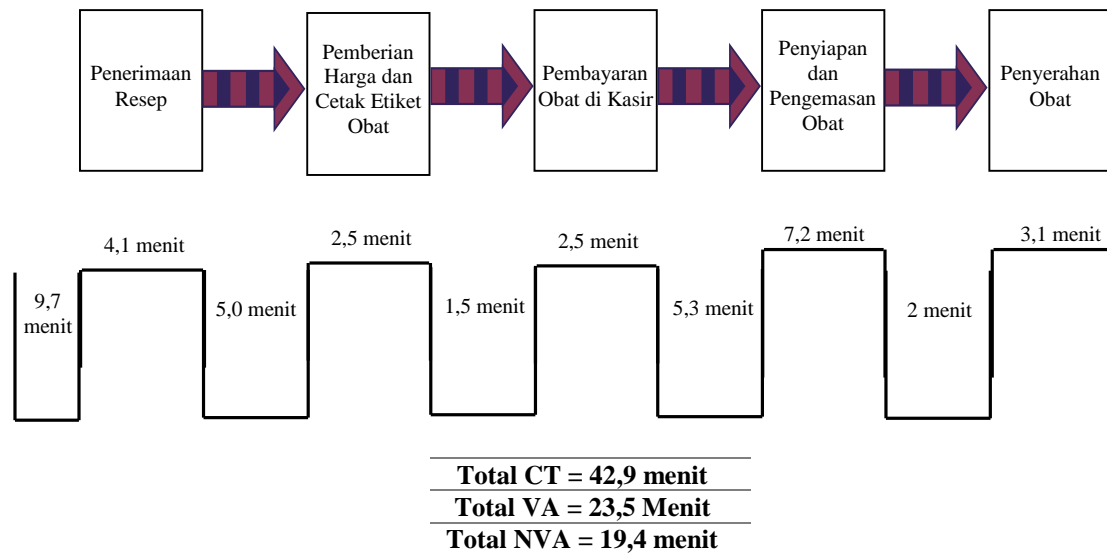 Penerimaan
Resep
Pemberian
Harga dan
Cetak Etiket
Obat
Pembayaran
Obat di Kasir
Penyiapan
dan
Pengemasan
Obat
Penyerahan
Obat
9,7
menit
4,1 menit
5,0 menit
2,5 menit
1,5 menit
2,5 menit
5,3 menit
7,2 menit
2 menit
3,1 menit
Total CT = 42,9 menit
Total VA = 23,5 Menit
Total NVA = 19,4 menit